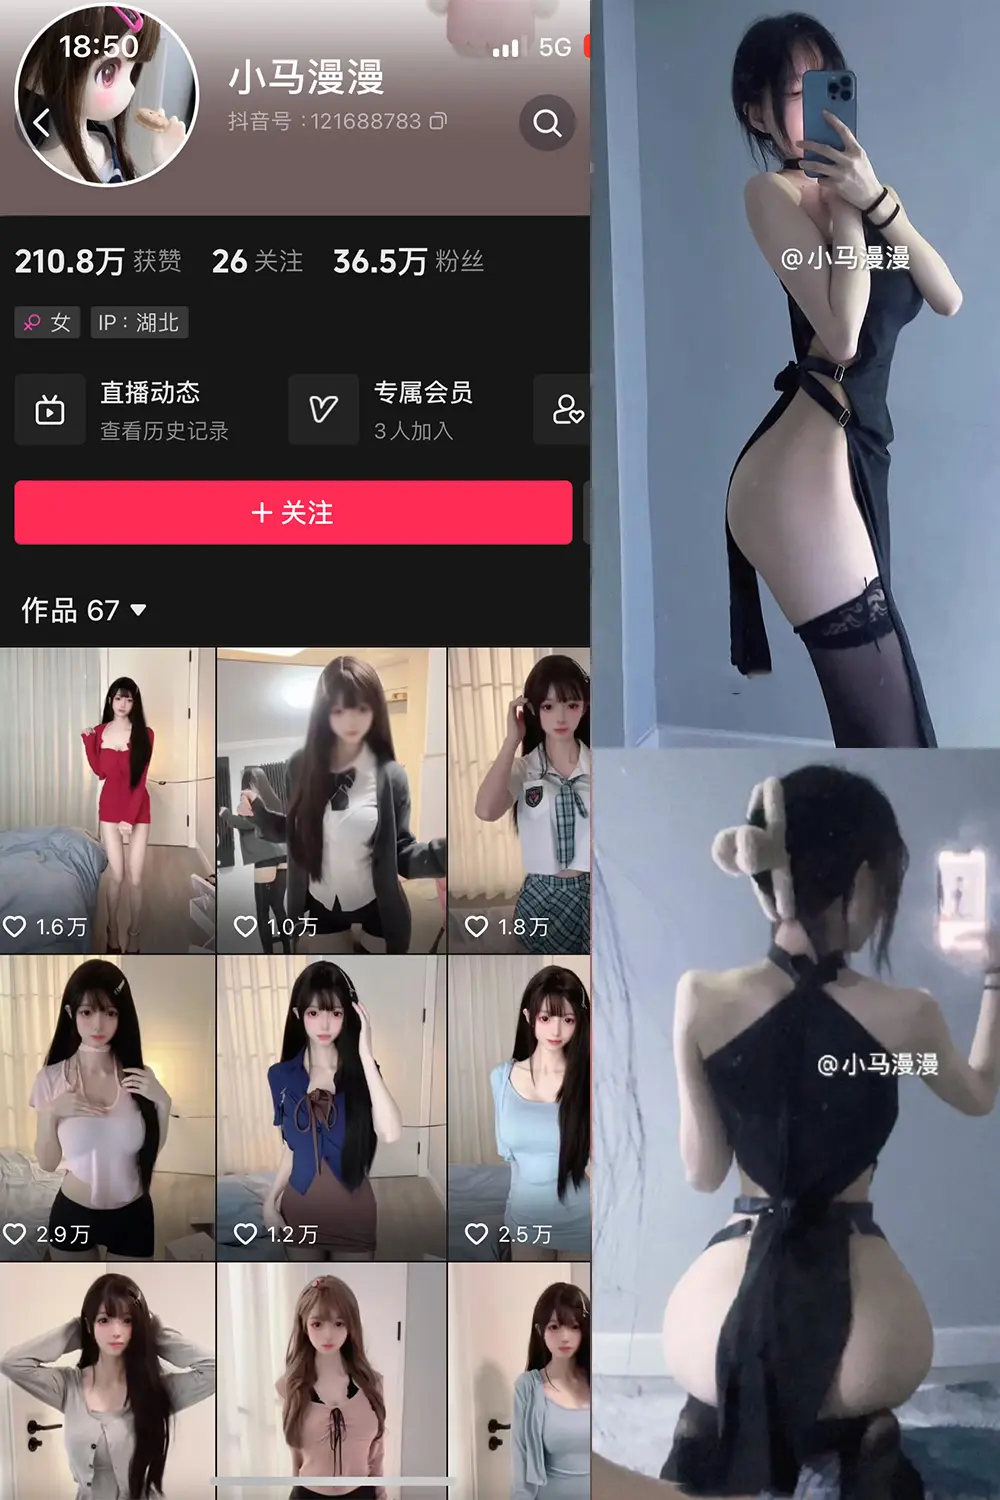 18:50
5G
小马漫漫
抖音号：121688783
210.8万 获赞 26 关注 36.5万 粉丝
女 IP：湖北
直播动态
查看历史记录
专属会员
3人加入
+ 关注
作品 67
1.6万
1.0万
1.8万
2.9万
1.2万
2.5万
@小马漫漫
@小马漫漫